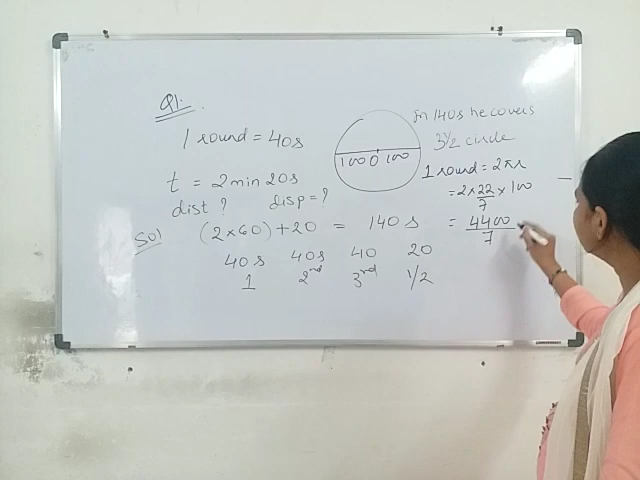 Q1:
1 round = 40s
t = 2min 20s
dist ? disp = ?
Sol (2×60)+20 = 140 s
40s 40s 40 20
1 2nd 3rd 1/2
100 0 100
In 140s he covers
3½ circle
1 round = 2πr
= 2×22/7 × 100
= 4400/7